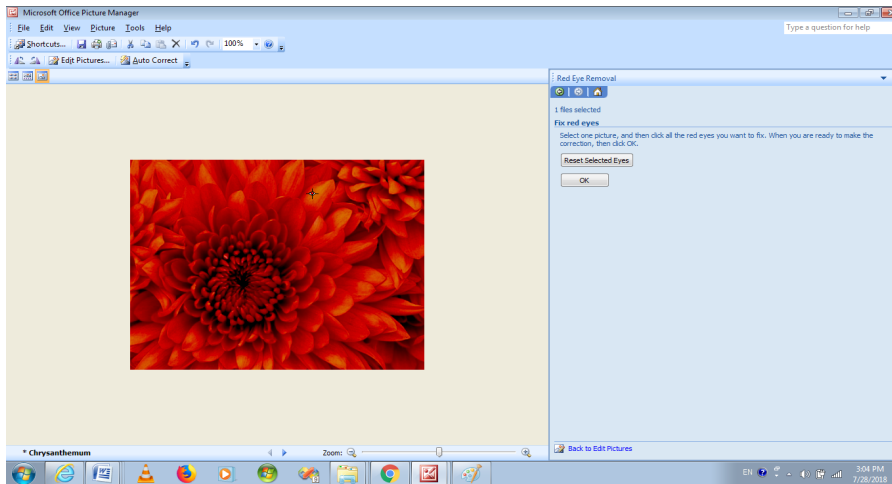 Microsoft Office Picture Manager
File Edit View Picture Tools Help
Type a question for help
Shortcuts... 100%
Edit Pictures... Auto Correct
Red Eye Removal
1 files selected
Fix red eyes
Select one picture, and then click all the red eyes you want to fix. When you are ready to make the
correction, then click OK.
Reset Selected Eyes
OK
Back to Edit Pictures
* Chrysanthemum Zoom:
EN 3:04 PM
7/28/2018